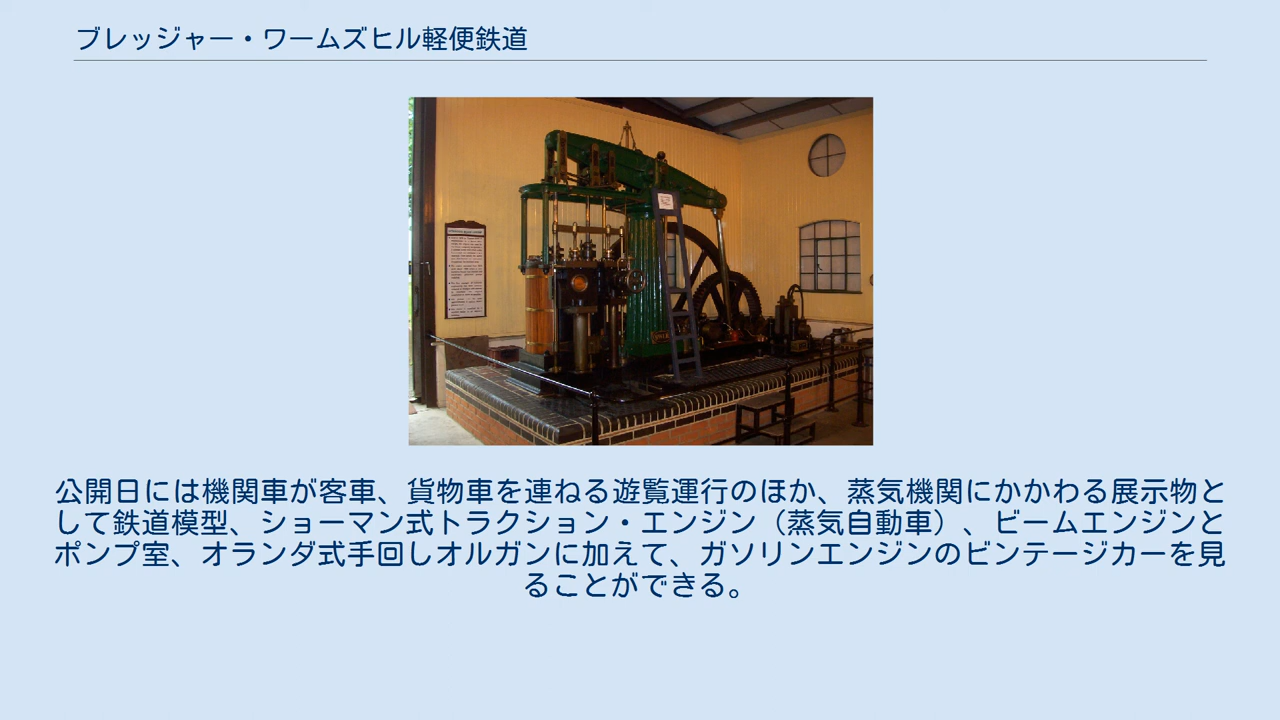 ブレッジャー・ワームズヒル軽便鉄道
公開日には機関車が客車、貨物車を連ねる遊覧運行のほか、蒸気機関にかかわる展示物と
して鉄道模型、ショーマン式トラクション・エンジン（蒸気自動車）、ビームエンジンと
ポンプ室、オランダ式手回しオルガンに加えて、ガソリンエンジンのビンテージカーを見
ることができる。